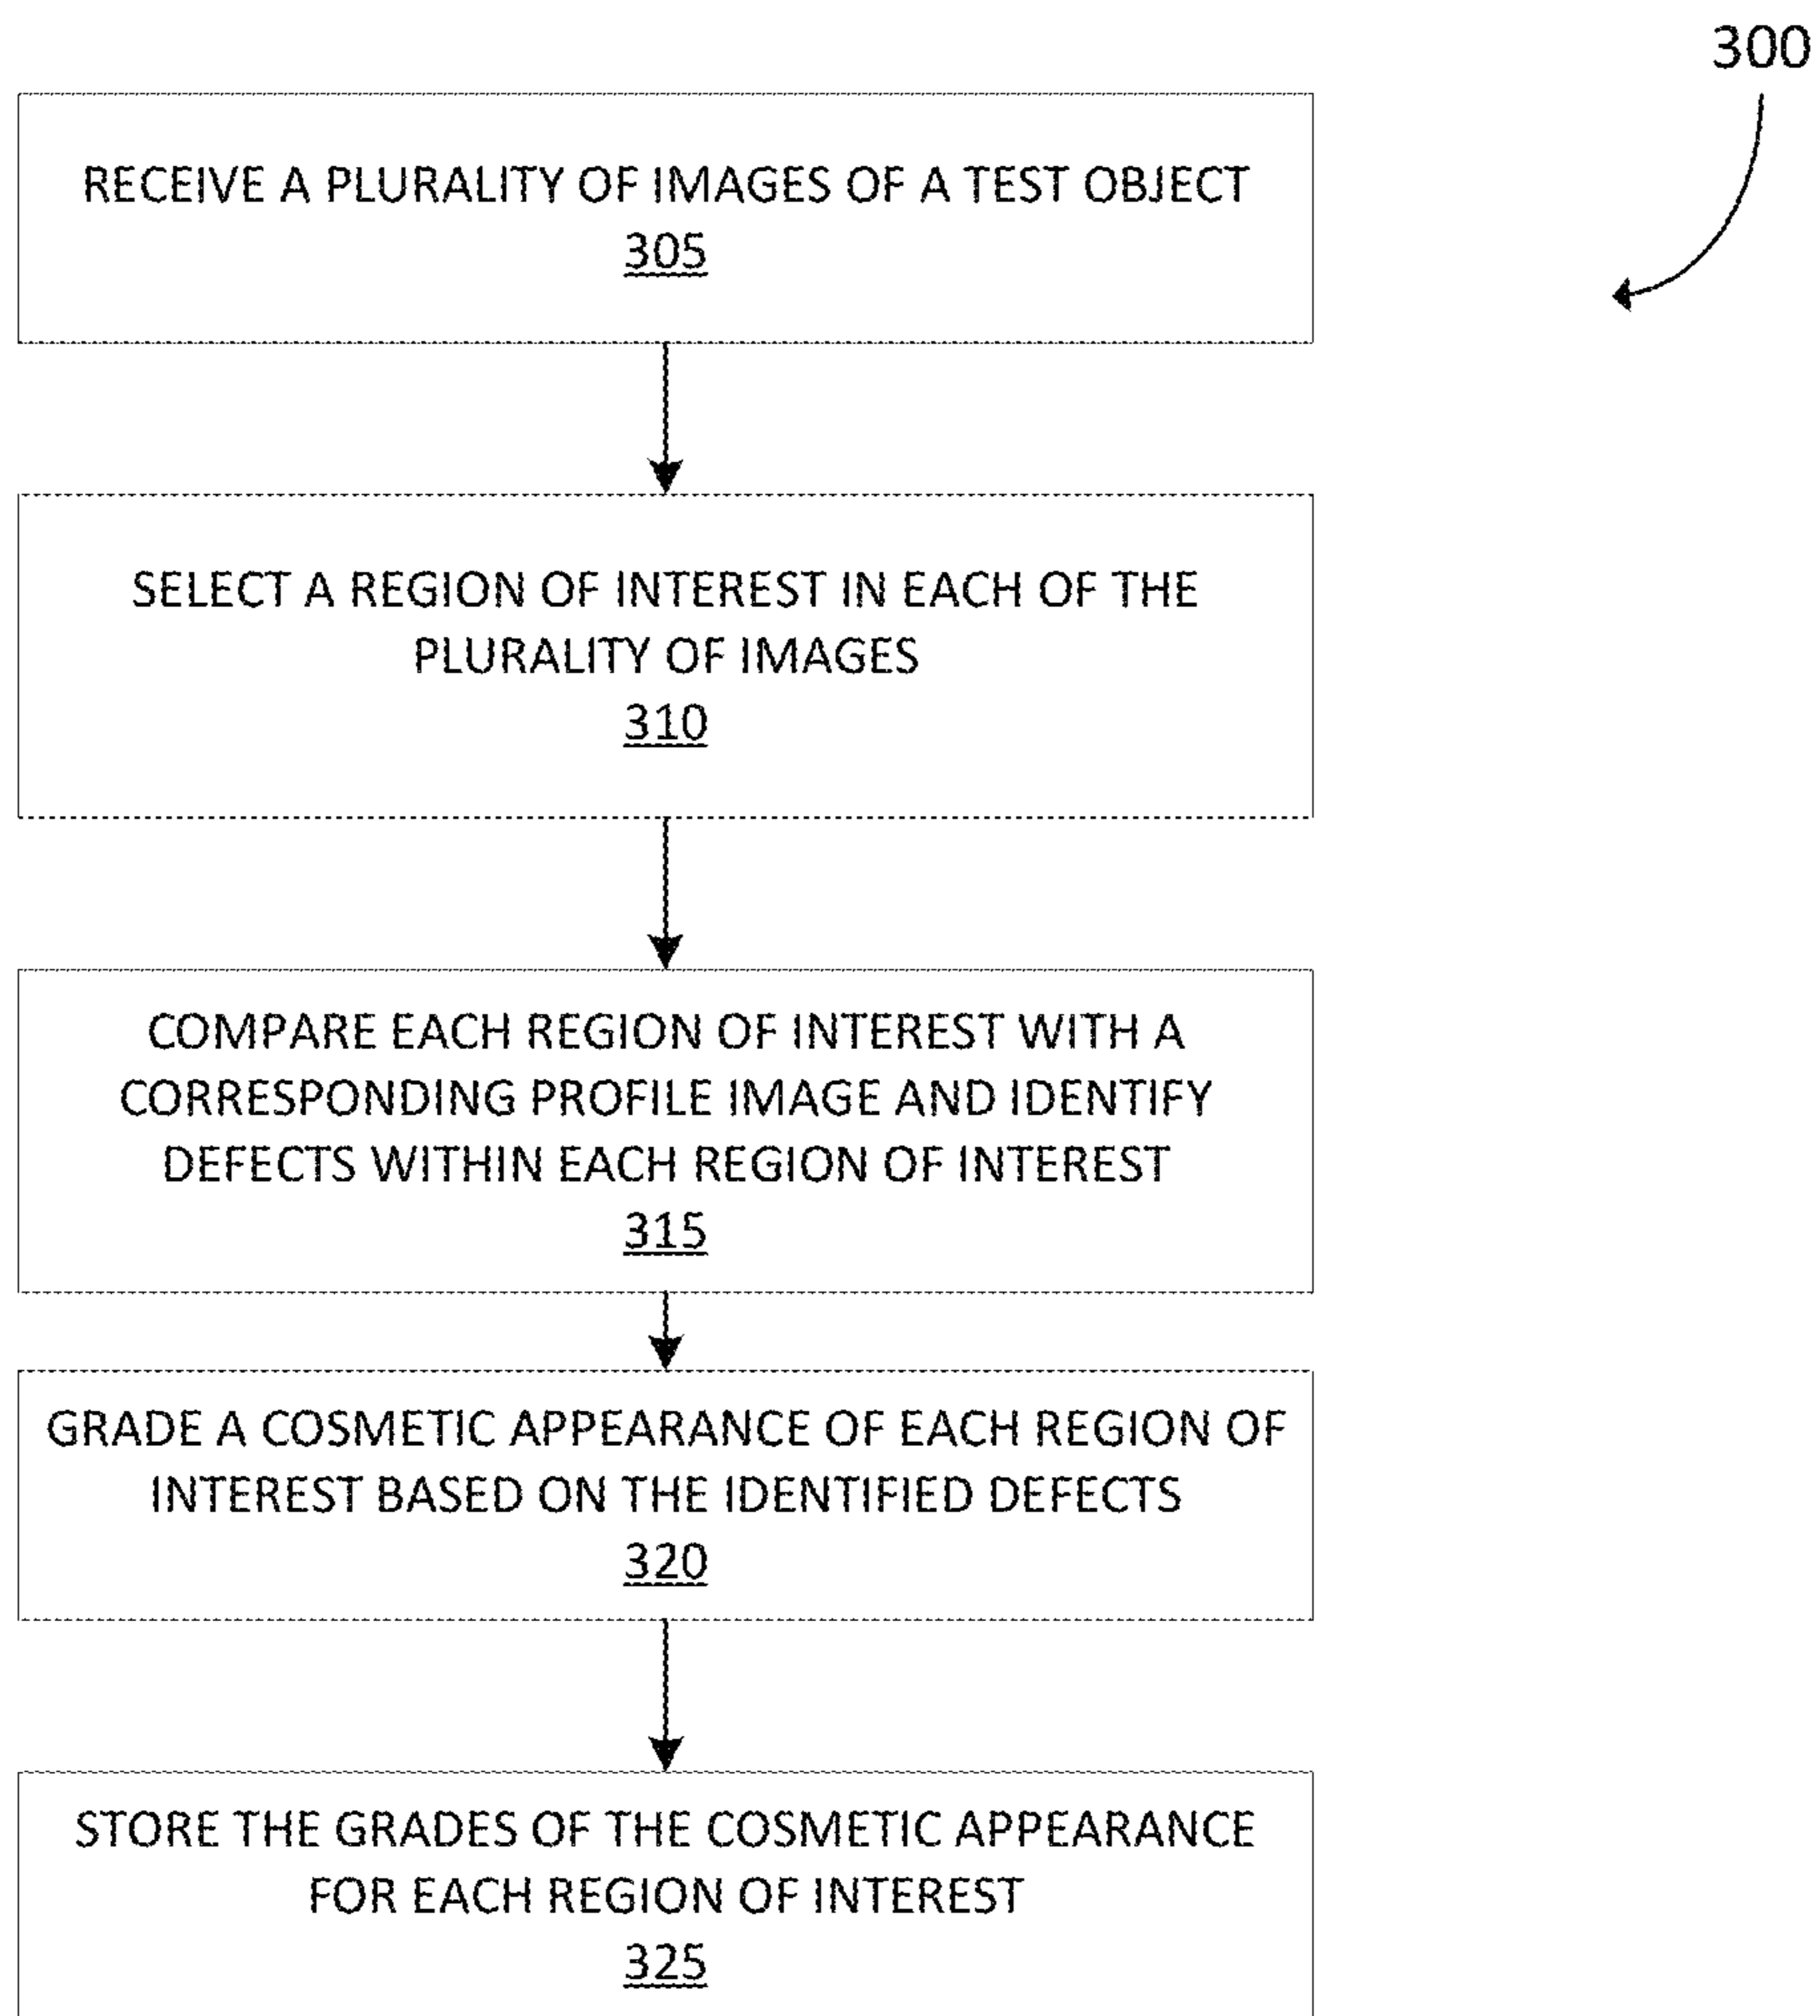 300
RECEIVE A PLURALITY OF IMAGES OF A TEST OBJECT
305
SELECT A REGION OF INTEREST IN EACH OF THE
PLURALITY OF IMAGES
310
COMPARE EACH REGION OF INTEREST WITH A
CORRESPONDING PROFILE IMAGE AND IDENTIFY
DEFECTS WITHIN EACH REGION OF INTEREST
315
GRADE A COSMETIC APPEARANCE OF EACH REGION OF
INTEREST BASED ON THE IDENTIFIED DEFECTS
320
STORE THE GRADES OF THE COSMETIC APPEARANCE
FOR EACH REGION OF INTEREST
325